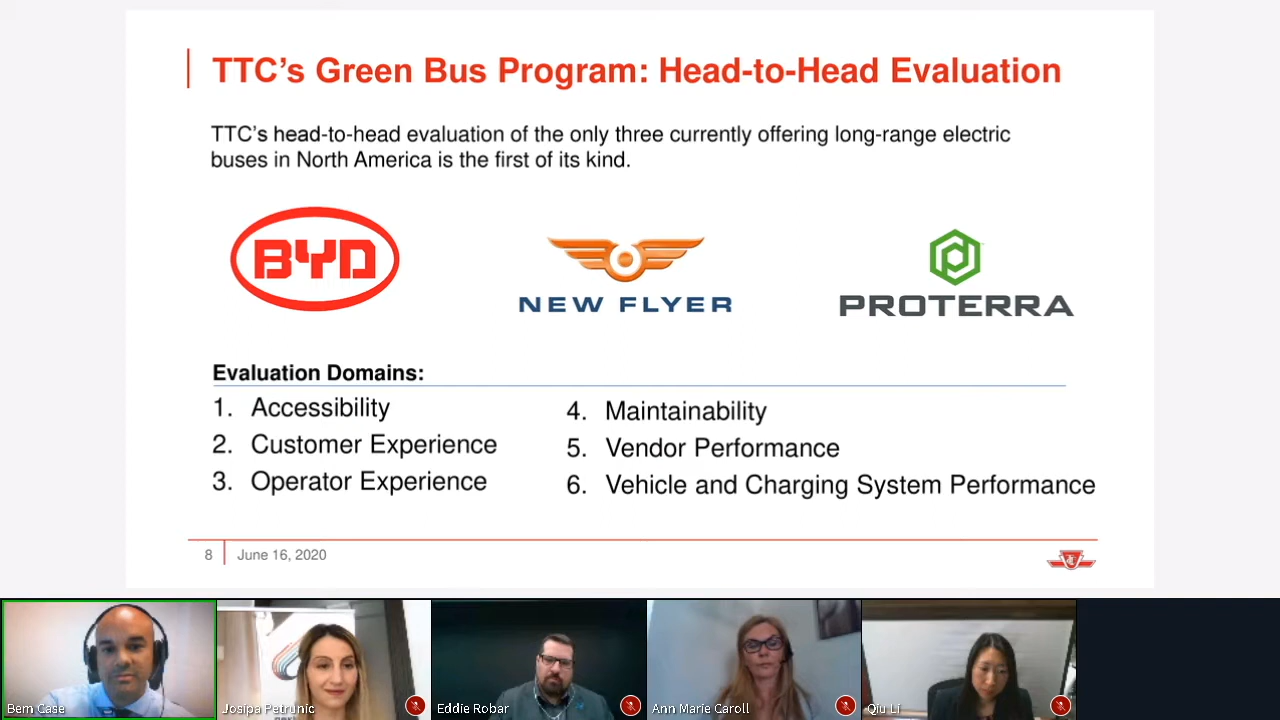 TTC’s Green Bus Program: Head-to-Head Evaluation
TTC’s head-to-head evaluation of the only three currently offering long-range electric
buses in North America is the first of its kind.
BYD
NEW FLYER
PROTERRA
Evaluation Domains:
1. Accessibility
2. Customer Experience
3. Operator Experience
4. Maintainability
5. Vendor Performance
6. Vehicle and Charging System Performance
8
June 16, 2020
Bem Case
Josipa Petrunic
Eddie Robar
Ann Marie Caroll
Qiu Li